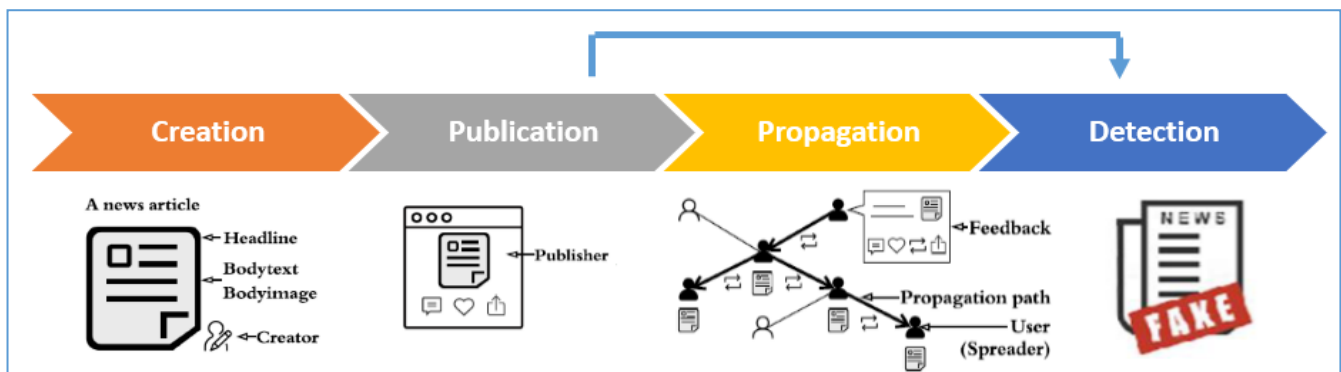 Creation
Publication
Propagation
Detection
A news article
Headline
Bodytext
Bodyimage
Creator
Publisher
Feedback
Propagation path
User
(Spreader)
NEWS
FAKE